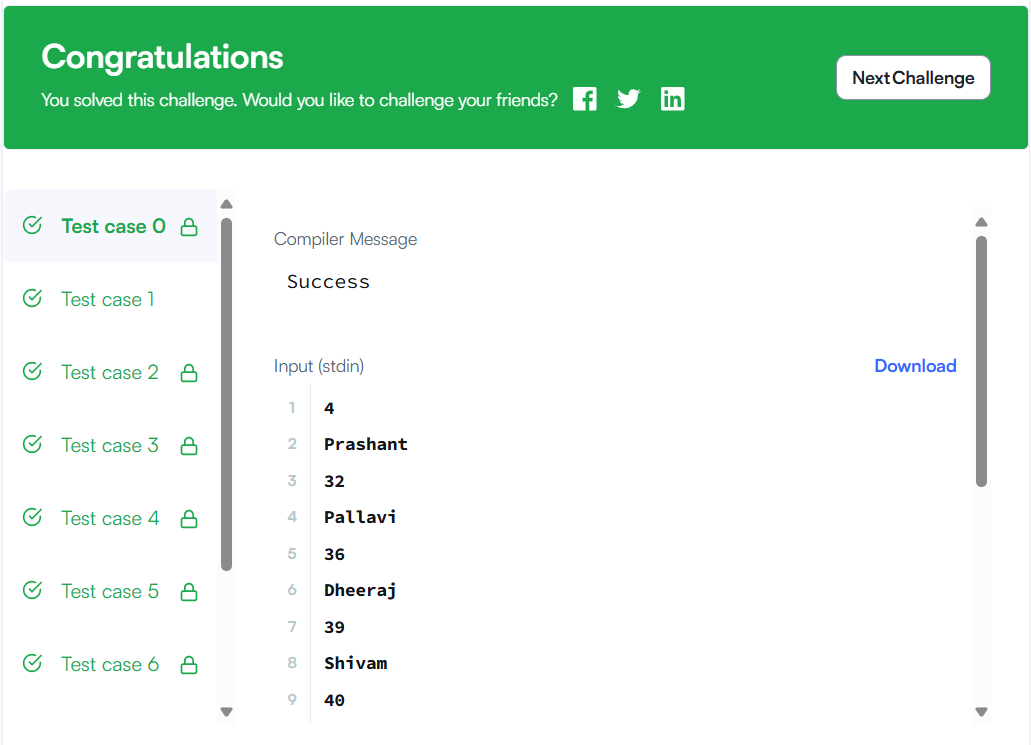 Congratulations
You solved this challenge. Would you like to challenge your friends?
Next Challenge
Test case 0
Test case 1
Test case 2
Test case 3
Test case 4
Test case 5
Test case 6
Compiler Message
Success
Input (stdin)
Download
1 4
2 Prashant
3 32
4 Pallavi
5 36
6 Dheeraj
7 39
8 Shivam
9 40